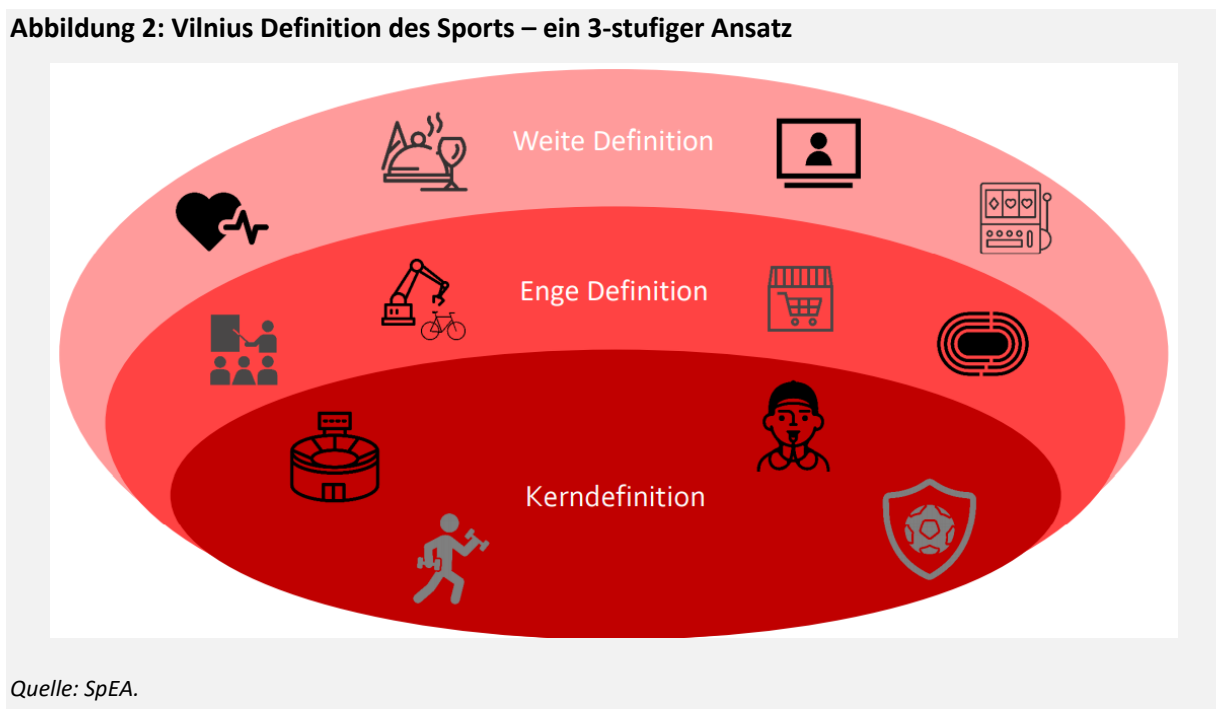 Abbildung 2: Vilnius Definition des Sports – ein 3-stufiger Ansatz
Weite Definition
Enge Definition
Kerndefinition
Quelle: SpEA.